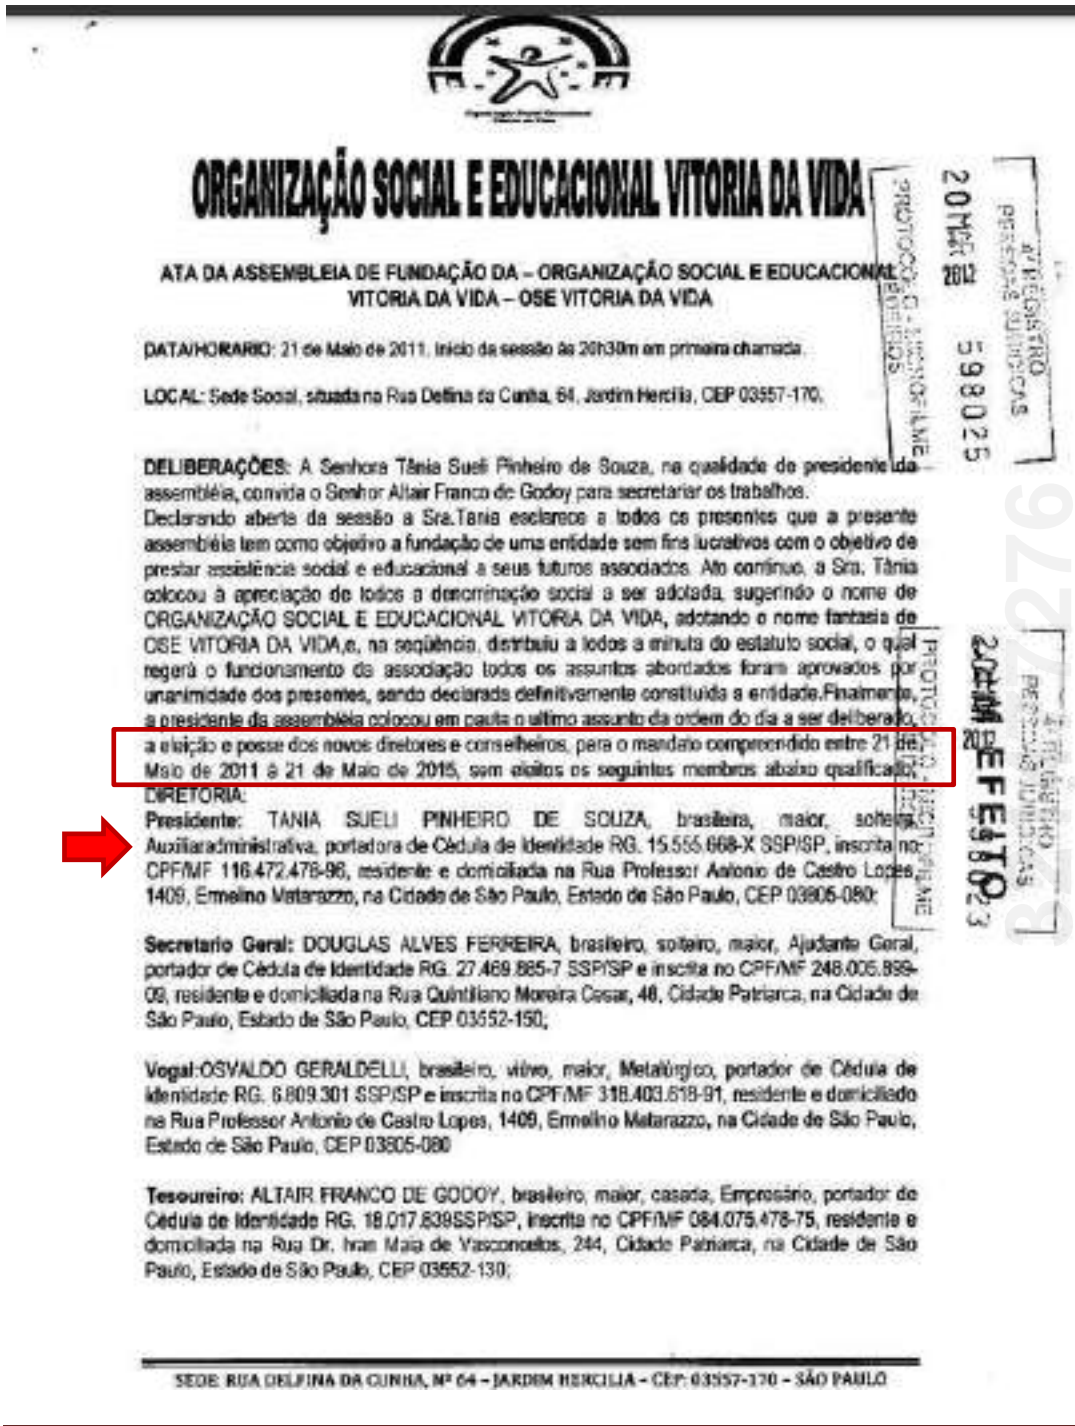 ORGANIZAÇÃO SOCIAL E EDUCACIONAL VITORIA DA VIDA
ATA DA ASSEMBLEIA DE FUNDAÇÃO DA – ORGANIZAÇÃO SOCIAL E EDUCACIONAL
VITORIA DA VIDA – OSE VITORIA DA VIDA
DATA/HORARIO: 21 de Maio de 2011. Inicio da sessão ás 20h30m em primeira chamada.
LOCAL: Sede Social, situada na Rua Delfina da Cunha, 64, Jardim Hercilia, CEP 03557-170.
DELIBERAÇÕES: A Senhora Tânia Sueli Pinheiro de Souza, na qualidade de presidente da
assembléia, convida o Senhor Altair Franco de Godoy para secretariar os trabalhos.
Declarando aberta da sessão a Sra.Tania esclarece a todos os presentes que a presente
assembléia tem como objetivo a fundação de uma entidade sem fins lucrativos com o objetivo de
prestar assistência social e educacional a seus futuros associados. Ato continuo, a Sra. Tânia
colocou à apreciação de todos a denominação social a ser adotada, sugerindo o nome de
ORGANIZAÇÃO SOCIAL E EDUCACIONAL VITORIA DA VIDA, adotando o nome fantasia de
OSE VITORIA DA VIDA,e, na seqüência, distribuiu a todos a minuta do estatuto social, o qual
regerá o funcionamento da associação todos os assuntos abordados foram aprovados por
unanimidade dos presentes, sendo declarada definitivamente constituída a entidade.Finalmente,
a presidente da assembléia colocou em pauta o ultimo assunto da ordem do dia a ser deliberado,
a eleição e posse dos novos diretores e conselheiros, para o mandato compreendido entre 21 de
Maio de 2011 à 21 de Maio de 2015, sem eleitos os seguintes membros abaixo qualificado;
DIRETORIA:
Presidente: TANIA SUELI PINHEIRO DE SOUZA, brasileira, maior, solteira,
Auxiliaradministrativa, portadora de Cédula de Identidade RG. 15.555.668-X SSP/SP, inscrita no
CPF/MF 116.472.478-96, residente e domiciliada na Rua Professor Antonio de Castro Lopes,
1409, Ermelino Matarazzo, na Cidade de São Paulo, Estado de São Paulo, CEP 03805-080;
Secretario Geral: DOUGLAS ALVES FERREIRA, brasileiro, solteiro, maior, Ajudante Geral,
portador de Cédula de Identidade RG. 27.469.885-7 SSP/SP e inscrita no CPF/MF 248.005.899-
09, residente e domiciliada na Rua Quintiliano Moreira Cesar, 48, Cidade Patriarca, na Cidade de
São Paulo, Estado de São Paulo, CEP 03552-150;
Vogal:OSVALDO GERALDELLI, brasileiro, viúvo, maior, Metalúrgico, portador de Cédula de
Identidade RG. 6.809.301 SSP/SP e inscrita no CPF/MF 318.403.618-91, residente e domiciliado
na Rua Professor Antonio de Castro Lopes, 1409, Ermelino Matarazzo, na Cidade de São Paulo,
Estado de São Paulo, CEP 03805-080
Tesoureiro: ALTAIR FRANCO DE GODOY, brasileiro, maior, casada, Empresário, portador de
Cédula de Identidade RG. 18.017.839SSP/SP, inscrita no CPF/MF 084.075.478-75, residente e
domiciliada na Rua Dr. Ivan Maia de Vasconcelos, 244, Cidade Patriarca, na Cidade de São
Paulo, Estado de São Paulo, CEP 03552-130;
SEDE: RUA DELFINA DA CUNHA, Nº 64 – JARDIM HERCILIA – CEP: 03557-170 – SÃO PAULO
4º REGISTRO
PESSOAS JURIDICAS
20 MAR 2012 598025
2012 EFEITO